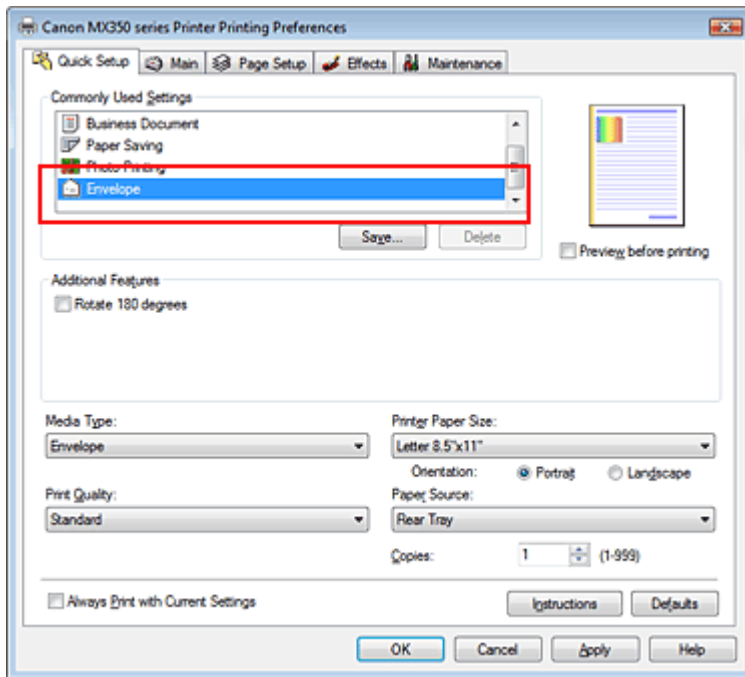 Canon MX350 series Printer Printing Preferences
Quick Setup Main Page Setup Effects Maintenance
Commonly Used Settings
Business Document
Paper Saving
Photo Printing
Envelope
Save... Delete
Preview before printing
Additional Features
Rotate 180 degrees
Media Type: Printer Paper Size:
Envelope Letter 8.5"x11"
Orientation: Portrait Landscape
Print Quality: Paper Source:
Standard Rear Tray
Copies: 1 (1-999)
Always Print with Current Settings Instructions Defaults
OK Cancel Apply Help